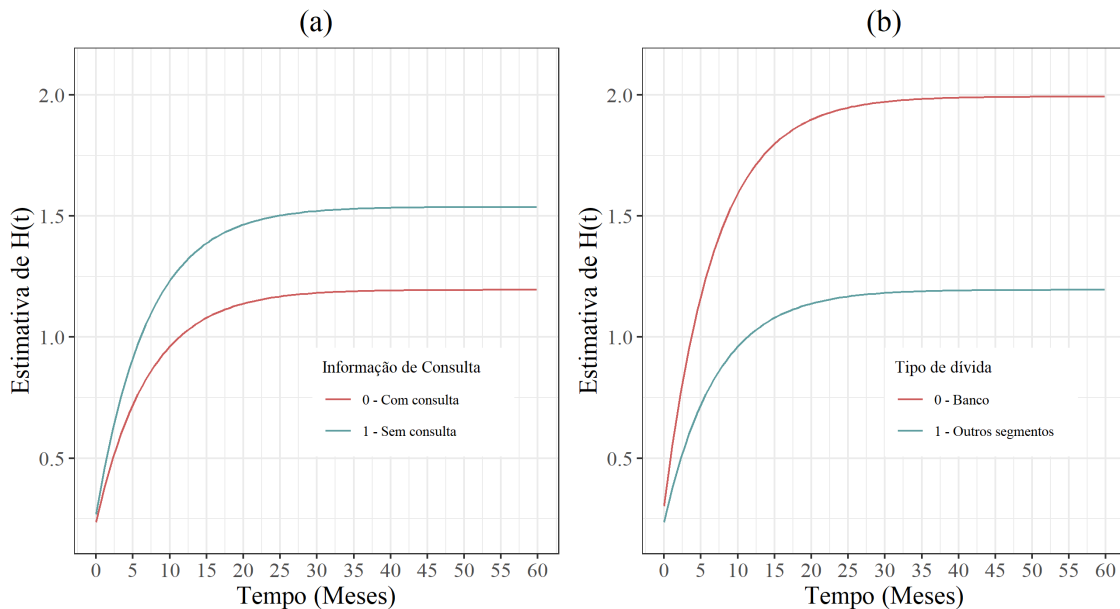 (a)
Estimativa de H(t)
2.0
1.5
1.0
0.5
Informação de Consulta
0 - Com consulta
1 - Sem consulta
0 5 10 15 20 25 30 35 40 45 50 55 60
Tempo (Meses)
(b)
Estimativa de H(t)
2.0
1.5
1.0
0.5
Tipo de dívida
0 - Banco
1 - Outros segmentos
0 5 10 15 20 25 30 35 40 45 50 55 60
Tempo (Meses)